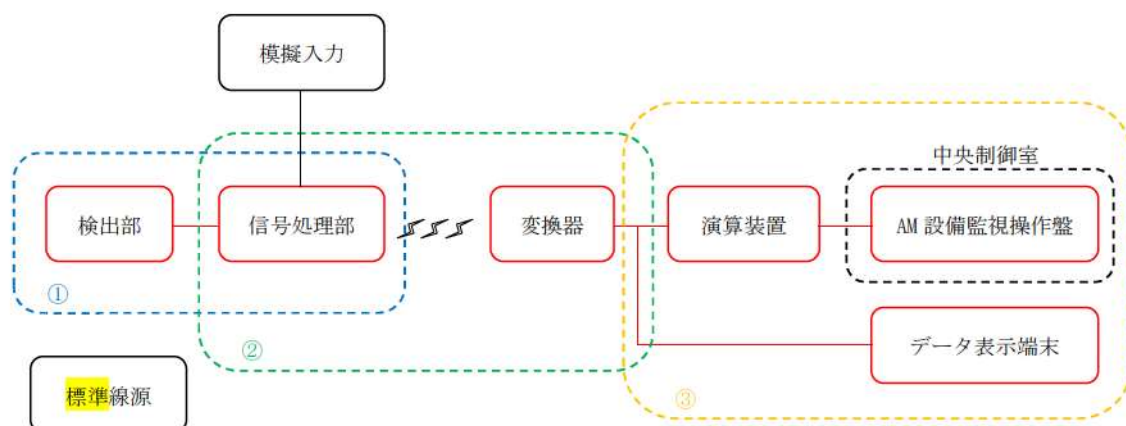 模擬入力
中央制御室
検出部
信号処理部
変換器
演算装置
AM 設備監視操作盤
①
②
データ表示端末
標準線源
③